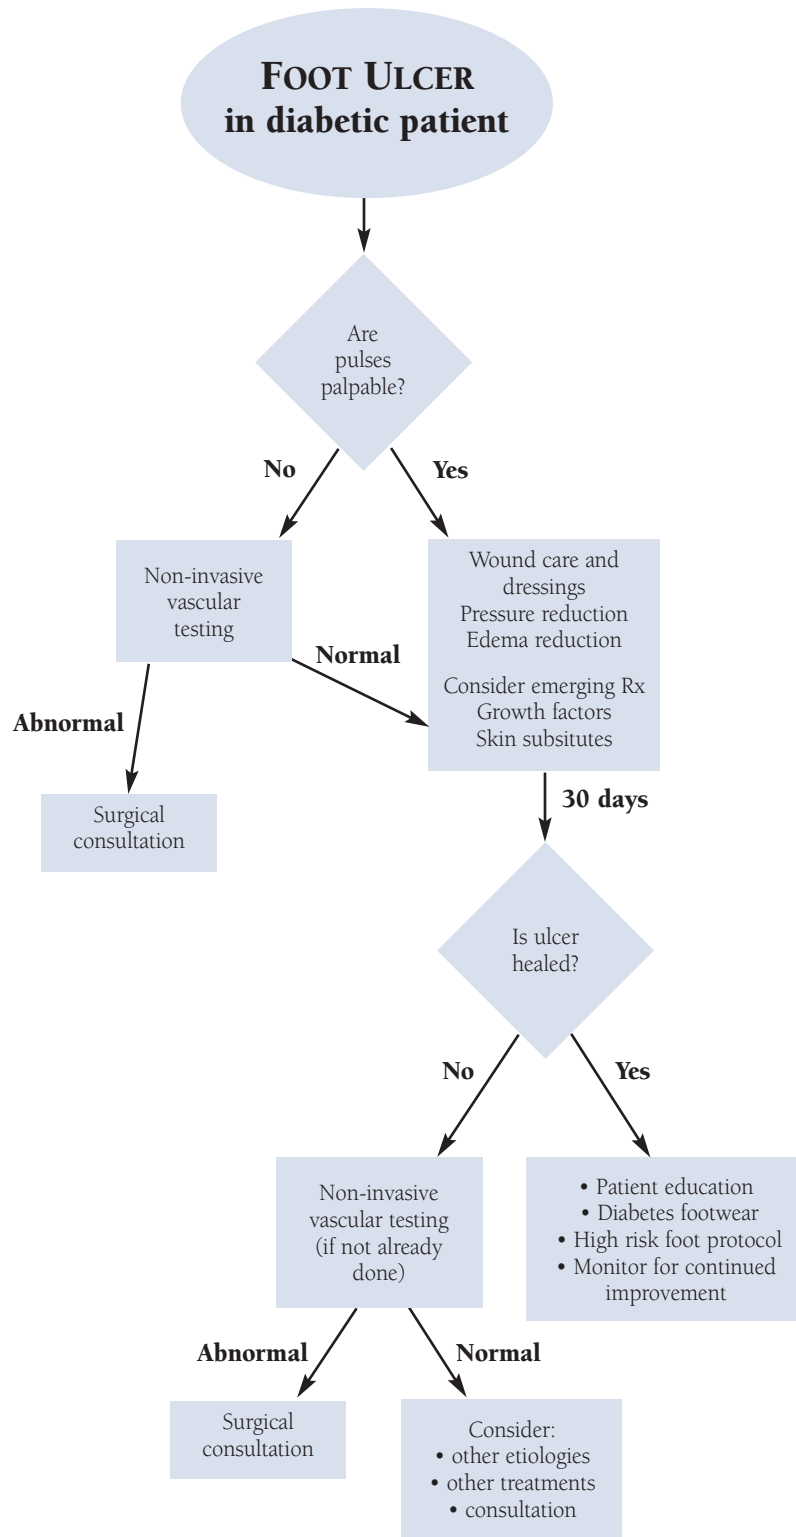 FOOT ULCER
in diabetic patient
Are
pulses
palpable?
No
Yes
Non-invasive
vascular
testing
Wound care and
dressings
Pressure reduction
Edema reduction
Consider emerging Rx
Growth factors
Skin subsitutes
Normal
Abnormal
Surgical
consultation
30 days
Is ulcer
healed?
No
Yes
Non-invasive
vascular testing
(if not already
done)
• Patient education
• Diabetes footwear
• High risk foot protocol
• Monitor for continued
improvement
Abnormal
Normal
Surgical
consultation
Consider:
• other etiologies
• other treatments
• consultation